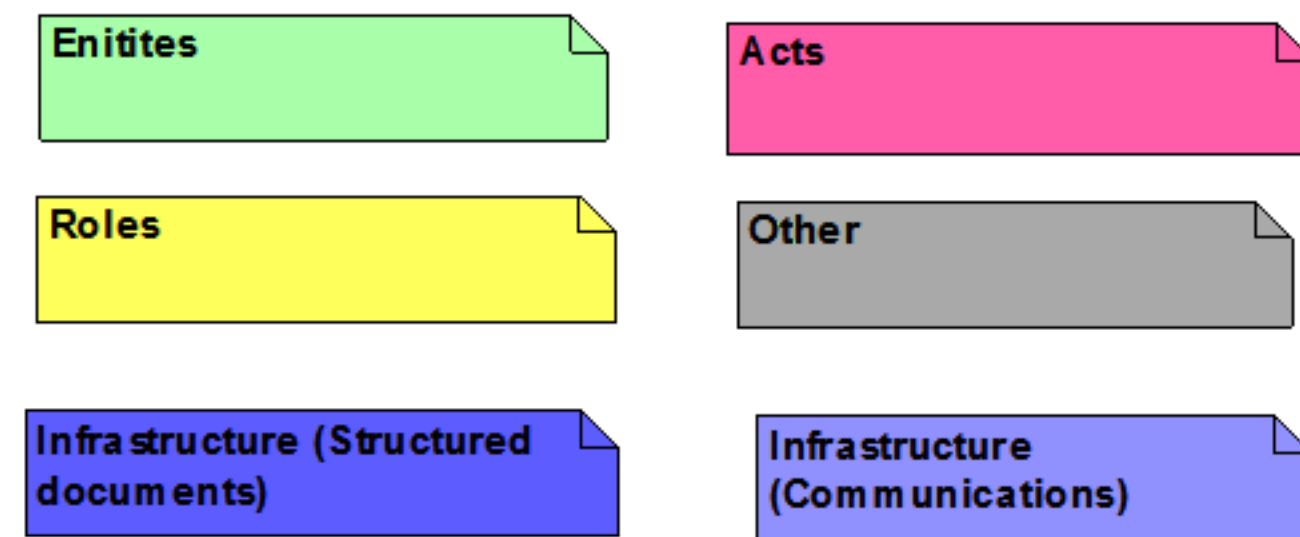 Enitites
Acts
Roles
Other
Infrastructure (Structured
documents)
Infrastructure
(Communications)